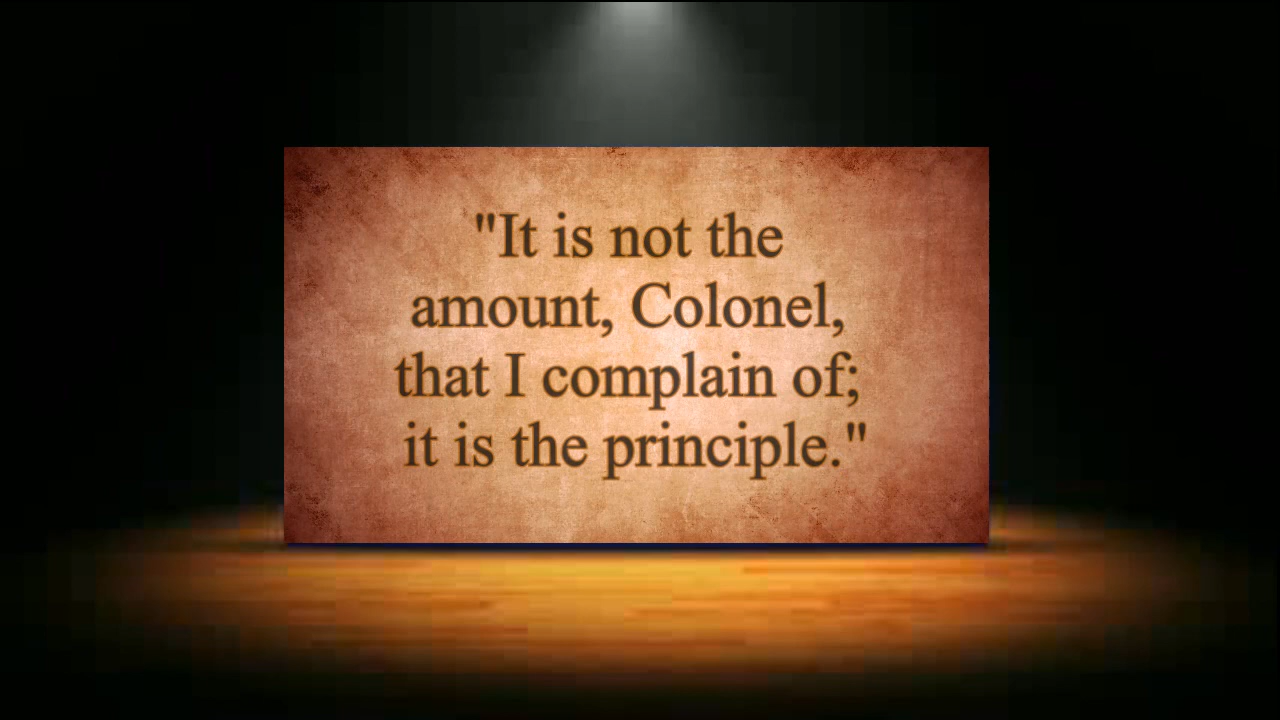 "It is not the
amount, Colonel,
that I complain of;
it is the principle."